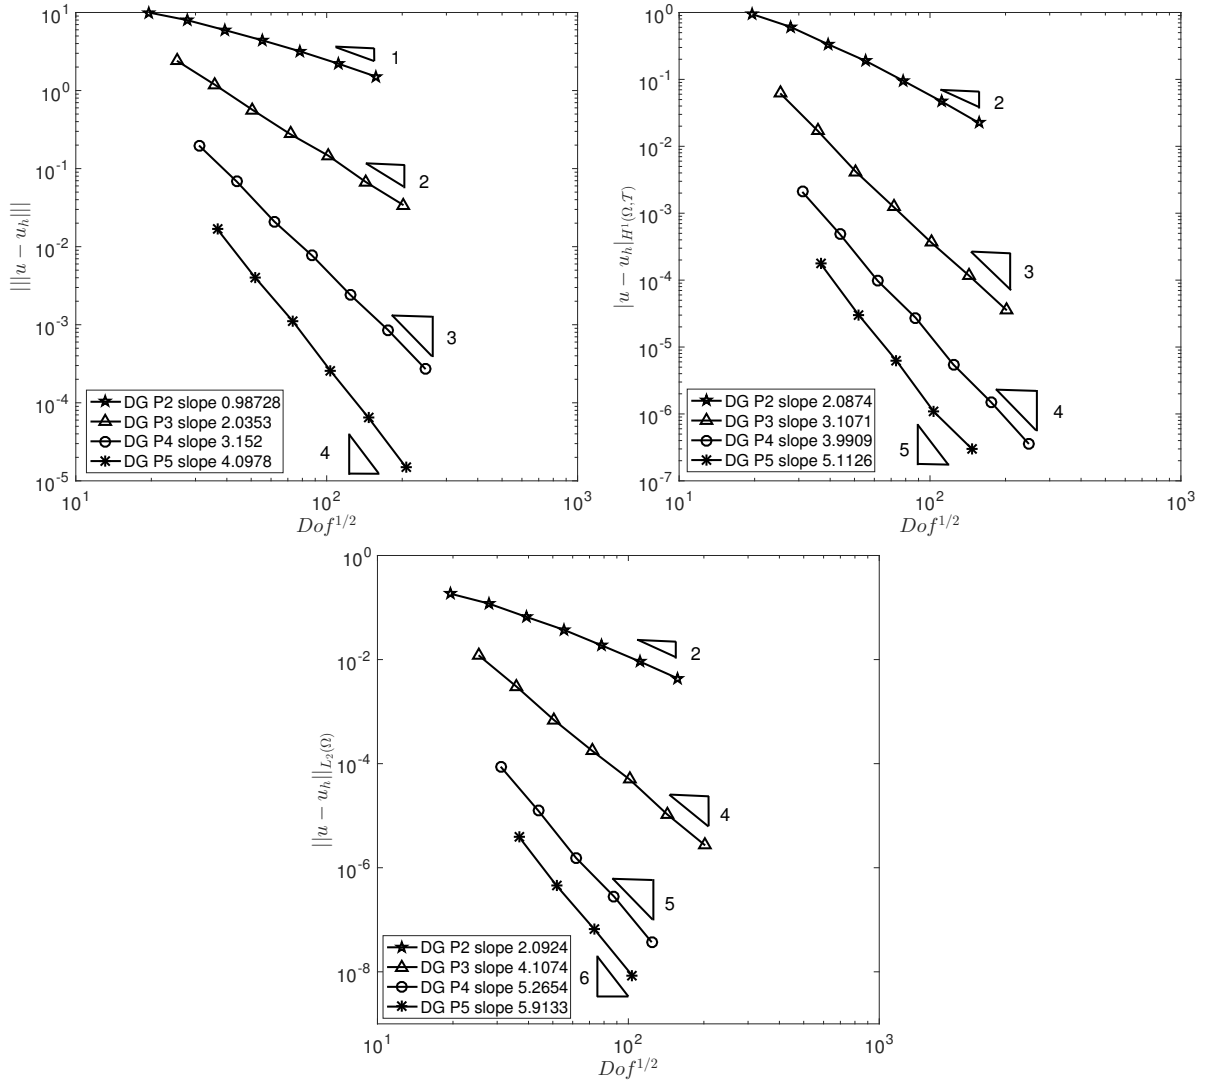 10^1
10^0
10^-1
10^-2
10^-3
10^-4
10^-5
|||u − u_h|||
1
2
3
4
DG P2 slope 0.98728
DG P3 slope 2.0353
DG P4 slope 3.152
DG P5 slope 4.0978
10^1 10^2 10^3
Dof^1/2
10^0
10^-1
10^-2
10^-3
10^-4
10^-5
10^-6
10^-7
|u − u_h|_H^1(Ω,T)
2
3
4
5
DG P2 slope 2.0874
DG P3 slope 3.1071
DG P4 slope 3.9909
DG P5 slope 5.1126
10^1 10^2 10^3
Dof^1/2
10^0
10^-2
10^-4
10^-6
10^-8
||u − u_h||_L_2(Ω)
2
4
5
6
DG P2 slope 2.0924
DG P3 slope 4.1074
DG P4 slope 5.2654
DG P5 slope 5.9133
10^1 10^2 10^3
Dof^1/2